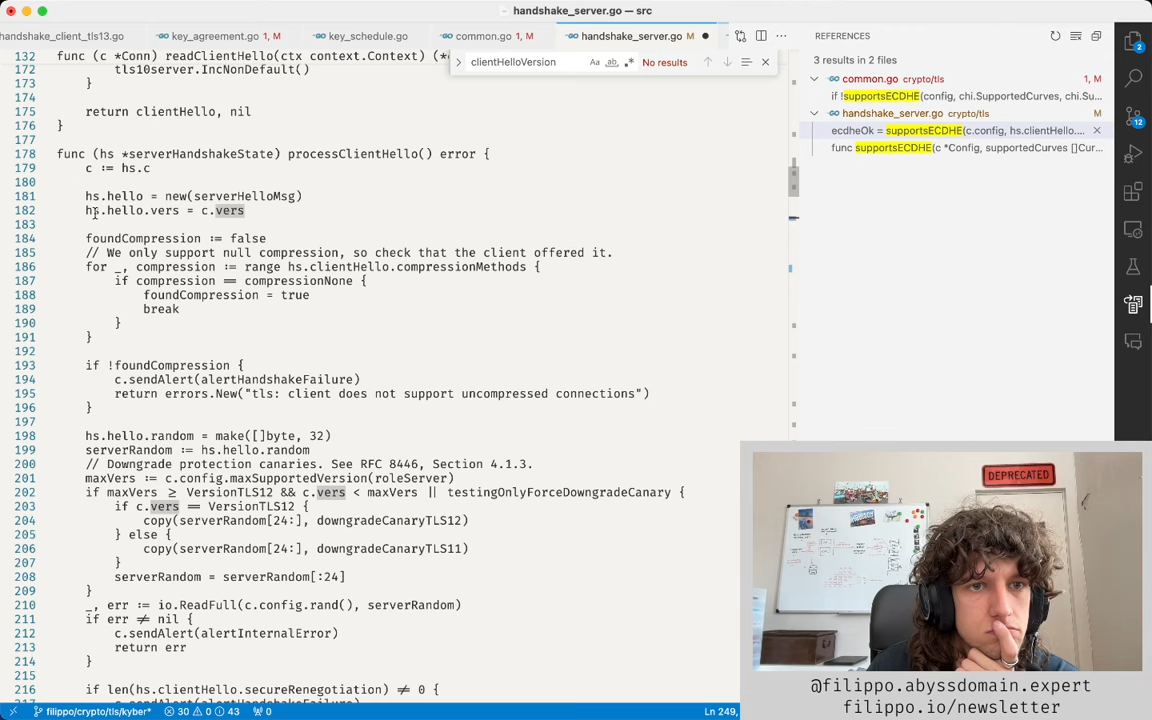 handshake_server.go — src
handshake_client_tls13.go
key_agreement.go 1, M
key_schedule.go
common.go 1, M
handshake_server.go M
REFERENCES
clientHelloVersion
Aa
ab
No results
3 results in 2 files
common.go crypto/tls 1, M
if !supportsECDHE(config, chi.SupportedCurves, chi.Su...
handshake_server.go crypto/tls M
ecdheOk = supportsECDHE(c.config, hs.clientHello....
func supportsECDHE(c *Config, supportedCurves []Cur...
2
12
132 func (c *Conn) readClientHello(ctx context.Context) (*
172 tls10server.IncNonDefault()
173 }
174
175 return clientHello, nil
176 }
177
178 func (hs *serverHandshakeState) processClientHello() error {
179 c := hs.c
180
181 hs.hello = new(serverHelloMsg)
182 hs.hello.vers = c.vers
183
184 foundCompression := false
185 // We only support null compression, so check that the client offered it.
186 for _, compression := range hs.clientHello.compressionMethods {
187 if compression == compressionNone {
188 foundCompression = true
189 break
190 }
191 }
192
193 if !foundCompression {
194 c.sendAlert(alertHandshakeFailure)
195 return errors.New("tls: client does not support uncompressed connections")
196 }
197
198 hs.hello.random = make([]byte, 32)
199 serverRandom := hs.hello.random
200 // Downgrade protection canaries. See RFC 8446, Section 4.1.3.
201 maxVers := c.config.maxSupportedVersion(roleServer)
202 if maxVers ≥ VersionTLS12 && c.vers < maxVers || testingOnlyForceDowngradeCanary {
203 if c.vers == VersionTLS12 {
204 copy(serverRandom[24:], downgradeCanaryTLS12)
205 } else {
206 copy(serverRandom[24:], downgradeCanaryTLS11)
207 }
208 serverRandom = serverRandom[:24]
209 }
210 _, err := io.ReadFull(c.config.rand(), serverRandom)
211 if err ≠ nil {
212 c.sendAlert(alertInternalError)
213 return err
214 }
215
216 if len(hs.clientHello.secureRenegotiation) ≠ 0 {
DEPRECATED
@filippo.abyssdomain.expert
filippo.io/newsletter
filippo/crypto/tls/kyber*
30 0 43
0
Ln 249,